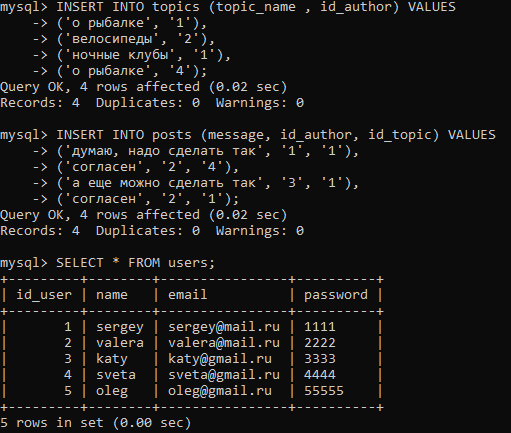 mysql> INSERT INTO topics (topic_name , id_author) VALUES
    -> ('о рыбалке', '1'),
    -> ('велосипеды', '2'),
    -> ('ночные клубы', '1'),
    -> ('о рыбалке', '4');
Query OK, 4 rows affected (0.02 sec)
Records: 4  Duplicates: 0  Warnings: 0

mysql> INSERT INTO posts (message, id_author, id_topic) VALUES
    -> ('думаю, надо сделать так', '1', '1'),
    -> ('согласен', '2', '4'),
    -> ('а еще можно сделать так', '3', '1'),
    -> ('согласен', '2', '1');
Query OK, 4 rows affected (0.02 sec)
Records: 4  Duplicates: 0  Warnings: 0

mysql> SELECT * FROM users;
+---------+--------+----------------+----------+
| id_user | name   | email          | password |
+---------+--------+----------------+----------+
|       1 | sergey | sergey@mail.ru | 1111     |
|       2 | valera | valera@mail.ru | 2222     |
|       3 | katy   | katy@gmail.ru  | 3333     |
|       4 | sveta  | sveta@gmail.ru | 4444     |
|       5 | oleg   | oleg@gmail.ru  | 55555    |
+---------+--------+----------------+----------+
5 rows in set (0.00 sec)